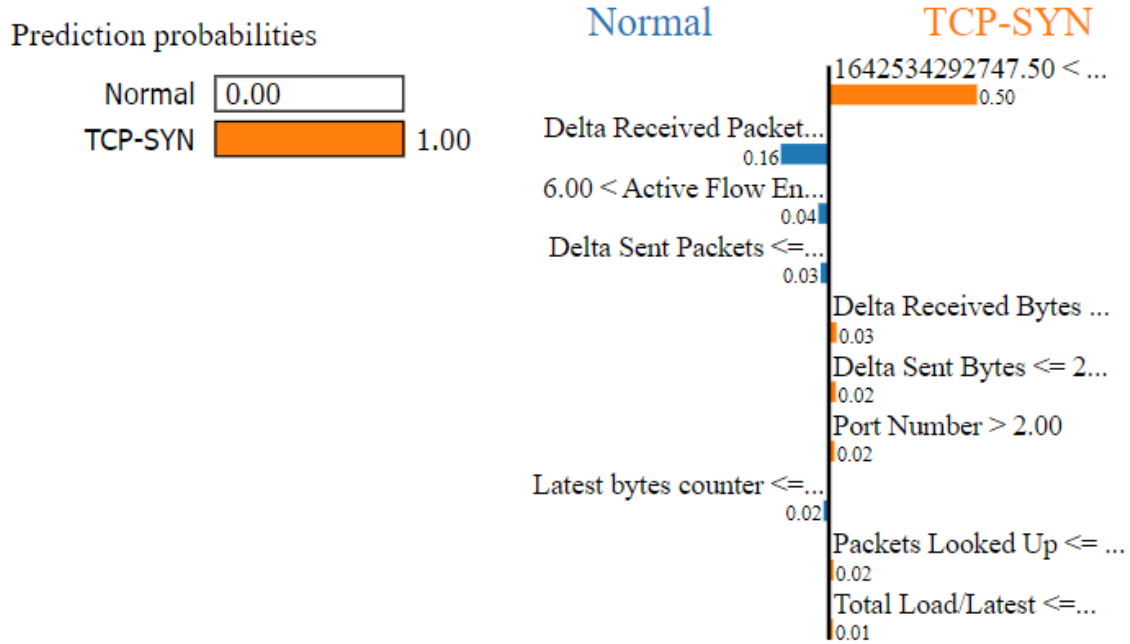 Prediction probabilities
Normal 0.00
TCP-SYN 1.00
Normal TCP-SYN
1642534292747.50 < ...
0.50
Delta Received Packet...
0.16
6.00 < Active Flow En...
0.04
Delta Sent Packets <=...
0.03
Delta Received Bytes ...
0.03
Delta Sent Bytes <= 2...
0.02
Port Number > 2.00
0.02
Latest bytes counter <=...
0.02
Packets Looked Up <= ...
0.02
Total Load/Latest <=...
0.01